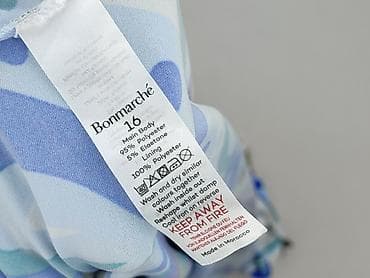 Bonmarché
16
Main Body
95% Polyester
5% Elastane
Lining
100% Polyester
Wash and dry similar
colours together
Wash inside out
Reshape whilst damp
Cool iron on reverse
KEEP AWAY
FROM FIRE
Made in Morocco